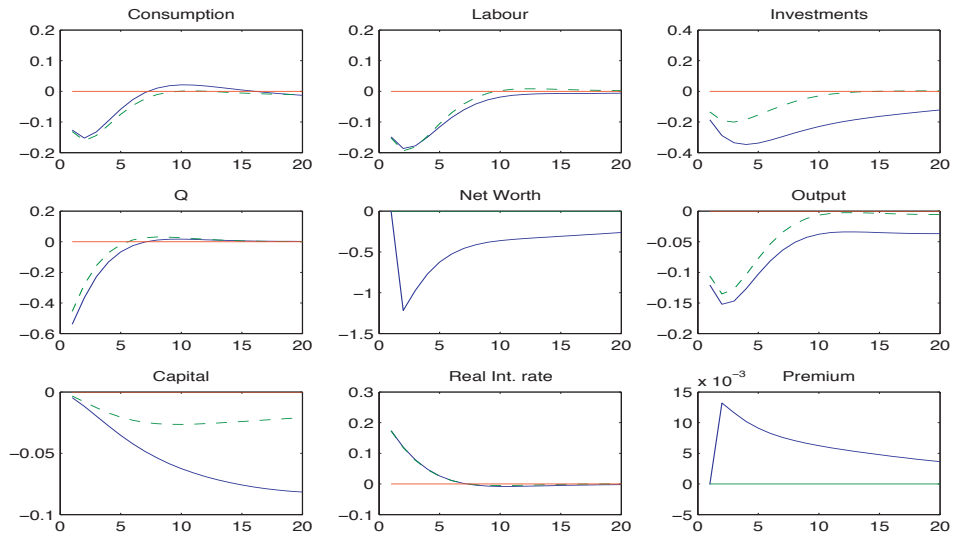 Consumption
0.2
0.1
0
−0.1
−0.2
0 5 10 15 20
Labour
0.2
0.1
0
−0.1
−0.2
0 5 10 15 20
Investments
0.4
0.2
0
−0.2
−0.4
0 5 10 15 20
Q
0.2
0
−0.2
−0.4
−0.6
0 5 10 15 20
Net Worth
0
−0.5
−1
−1.5
0 5 10 15 20
Output
0
−0.05
−0.1
−0.15
−0.2
0 5 10 15 20
Capital
0
−0.05
−0.1
0 5 10 15 20
Real Int. rate
0.3
0.2
0.1
0
−0.1
0 5 10 15 20
Premium
x 10⁻³
15
10
5
0
−5
0 5 10 15 20